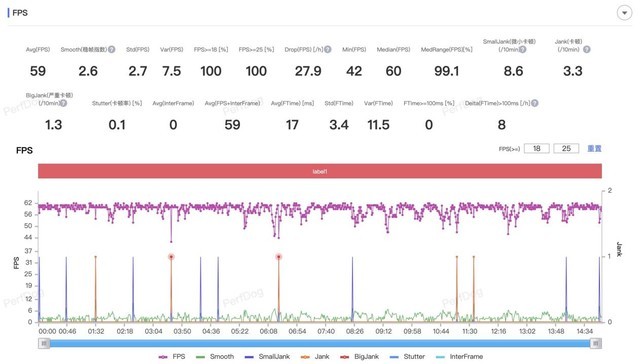 FPS
Avg(FPS) Smooth(稳帧指数) Std(FPS) Var(FPS) FPS>=16 [%] FPS>=25 [%] Drop(FPS) [/h] Min(FPS) Median(FPS) MedRange(FPS)[%] SmallJank(微小卡顿) (/10min) Jank(卡顿) (/10min)
59 2.6 2.7 7.5 100 100 27.9 42 60 99.1 8.6 3.3
BigJank(严重卡顿) (/10min) Stutter(卡顿率) [%] Avg(InterFrame) Avg(FPS+InterFrame) Avg(FTime) [ms] Std(FTime) Var(FTime) FTime>=100ms [%] Delta(FTime)>100ms [/h]
1.3 0.1 0 59 17 3.4 11.5 0 8
FPS
FPS(>=) 18 25 重置
label1
62 56 50 44 37 31 25 19 12 6 0
FPS
2 1 0
Jank
00:00 00:46 01:32 02:18 03:04 03:50 04:36 05:22 06:08 06:54 07:40 08:26 09:12 09:58 10:44 11:30 12:16 13:02 13:48 14:34
PerfDog
FPS Smooth SmallJank Jank BigJank Stutter InterFrame